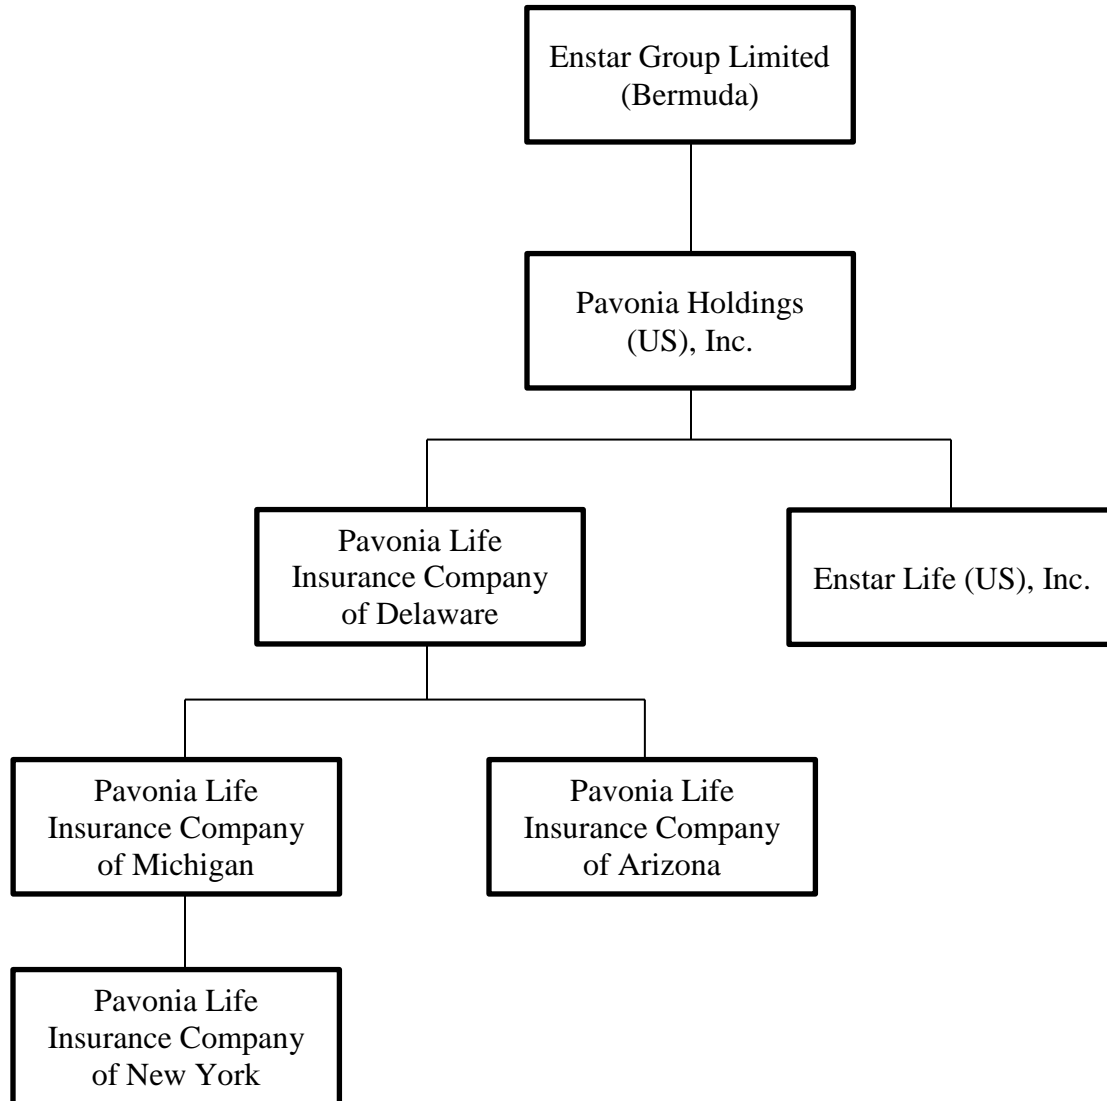 Enstar Group Limited
(Bermuda)
Pavonia Holdings
(US), Inc.
Pavonia Life
Insurance Company
of Delaware
Enstar Life (US), Inc.
Pavonia Life
Insurance Company
of Michigan
Pavonia Life
Insurance Company
of Arizona
Pavonia Life
Insurance Company
of New York